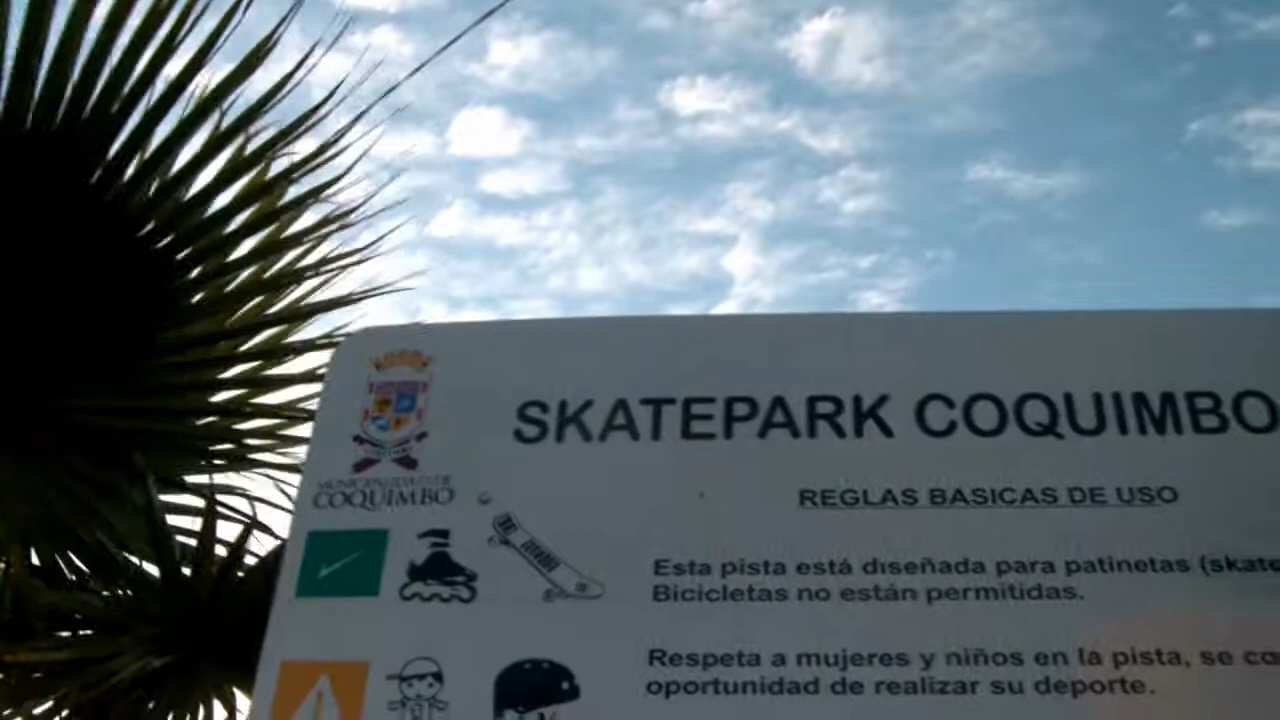 SKATEPARK COQUIMBO
MUNICIPALIDAD DE
COQUIMBO
REGLAS BASICAS DE USO
Esta pista está diseñada para patinetas (skate
Bicicletas no están permitidas.
Respeta a mujeres y niños en la pista, se
oportunidad de realizar su deporte.